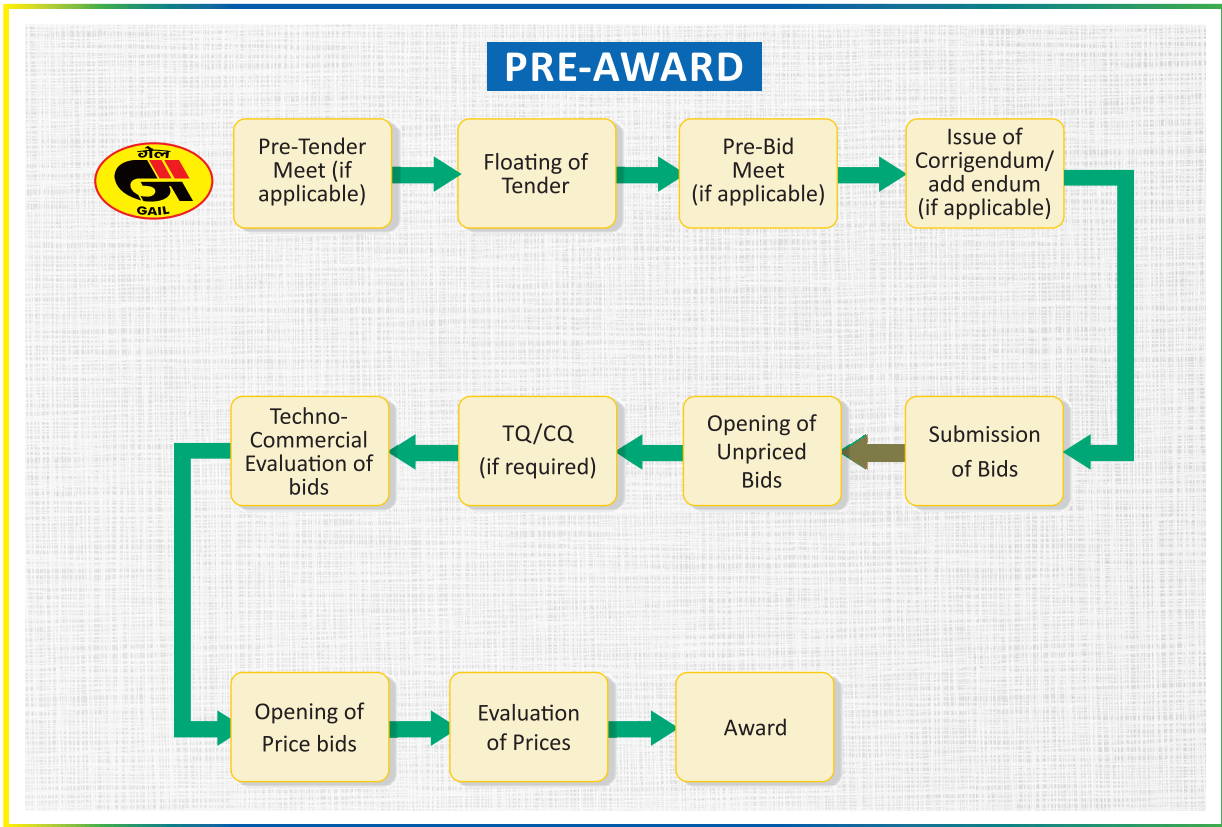 PRE-AWARD
गेल
GAIL
Pre-Tender
Meet (if
applicable)
Floating of
Tender
Pre-Bid
Meet
(if applicable)
Issue of
Corrigendum/
add endum
(if applicable)
Submission
of Bids
Opening of
Unpriced
Bids
TQ/CQ
(if required)
Techno-
Commercial
Evaluation of
bids
Opening of
Price bids
Evaluation
of Prices
Award